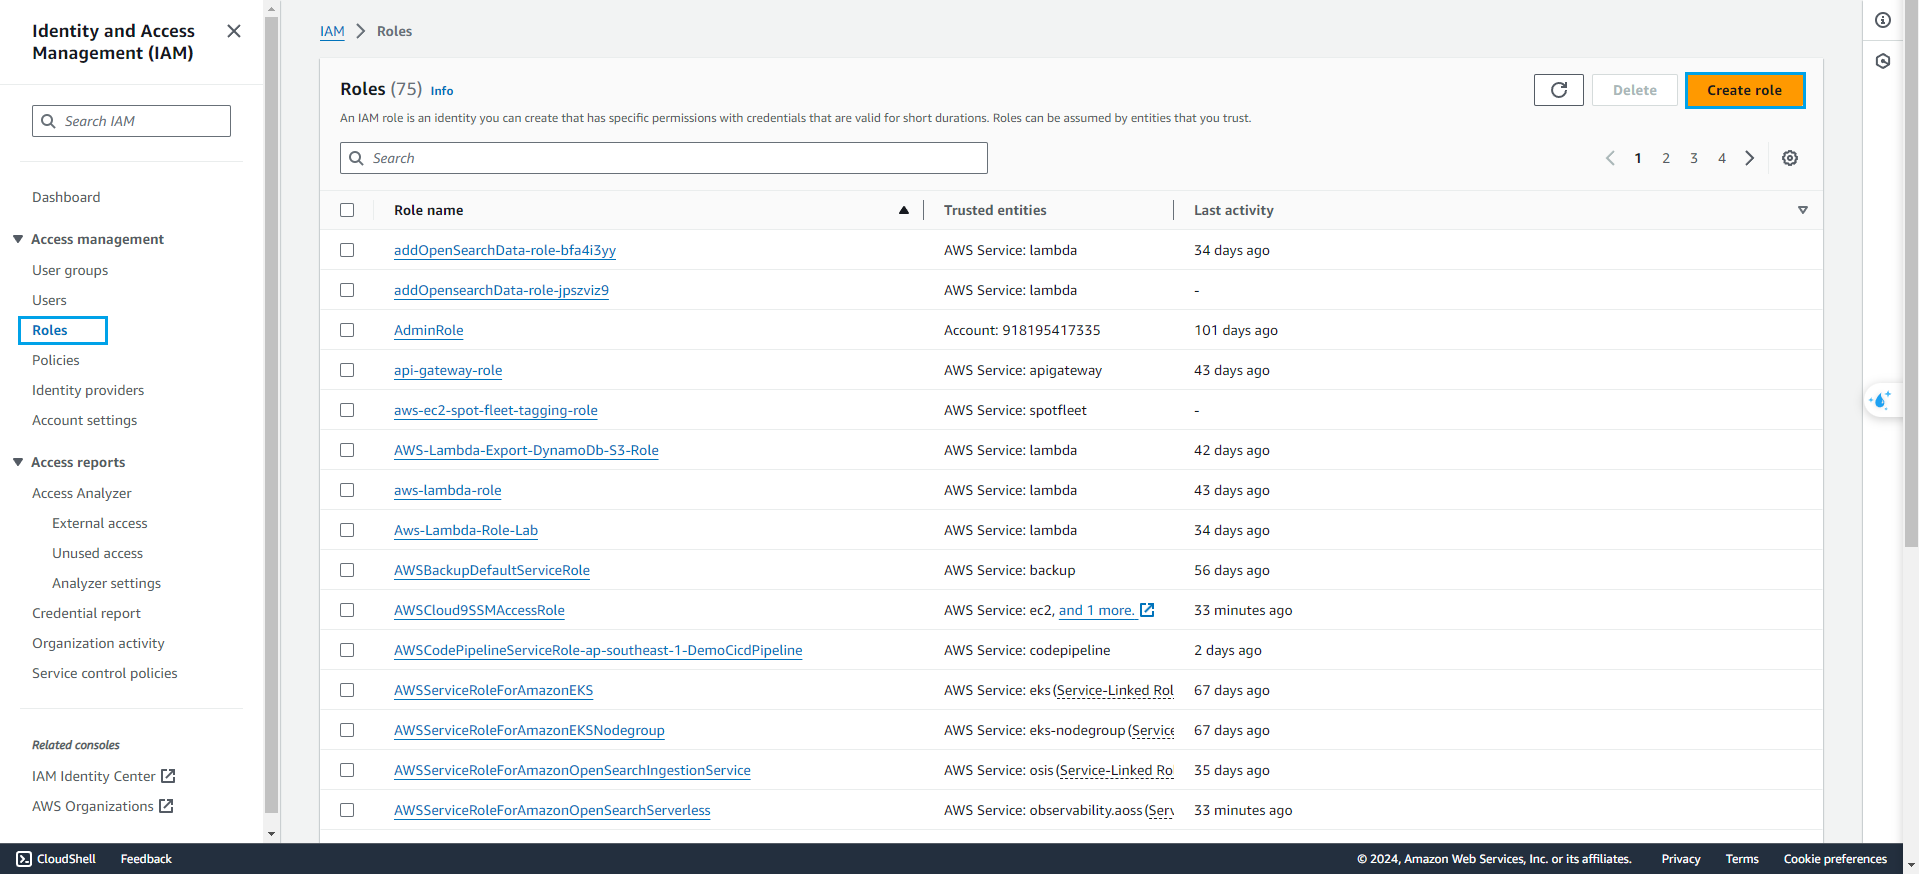 Identity and Access
Management (IAM)
Search IAM
Dashboard
Access management
User groups
Users
Roles
Policies
Identity providers
Account settings
Access reports
Access Analyzer
External access
Unused access
Analyzer settings
Credential report
Organization activity
Service control policies
Related consoles
IAM Identity Center
AWS Organizations
IAM > Roles
Roles (75) Info
Delete
Create role
An IAM role is an identity you can create that has specific permissions with credentials that are valid for short durations. Roles can be assumed by entities that you trust.
Search
1 2 3 4
Role name Trusted entities Last activity
addOpenSearchData-role-bfa4i3yy AWS Service: lambda 34 days ago
addOpensearchData-role-jpszviz9 AWS Service: lambda -
AdminRole Account: 918195417335 101 days ago
api-gateway-role AWS Service: apigateway 43 days ago
aws-ec2-spot-fleet-tagging-role AWS Service: spotfleet -
AWS-Lambda-Export-DynamoDb-S3-Role AWS Service: lambda 42 days ago
aws-lambda-role AWS Service: lambda 43 days ago
Aws-Lambda-Role-Lab AWS Service: lambda 34 days ago
AWSBackupDefaultServiceRole AWS Service: backup 56 days ago
AWSCloud9SSMAccessRole AWS Service: ec2, and 1 more. 33 minutes ago
AWSCodePipelineServiceRole-ap-southeast-1-DemoCicdPipeline AWS Service: codepipeline 2 days ago
AWSServiceRoleForAmazonEKS AWS Service: eks (Service-Linked Rol 67 days ago
AWSServiceRoleForAmazonEKSNodegroup AWS Service: eks-nodegroup (Service 67 days ago
AWSServiceRoleForAmazonOpenSearchIngestionService AWS Service: osis (Service-Linked Ro 35 days ago
AWSServiceRoleForAmazonOpenSearchServerless AWS Service: observability.aoss (Serv 33 minutes ago
CloudShell Feedback © 2024, Amazon Web Services, Inc. or its affiliates. Privacy Terms Cookie preferences